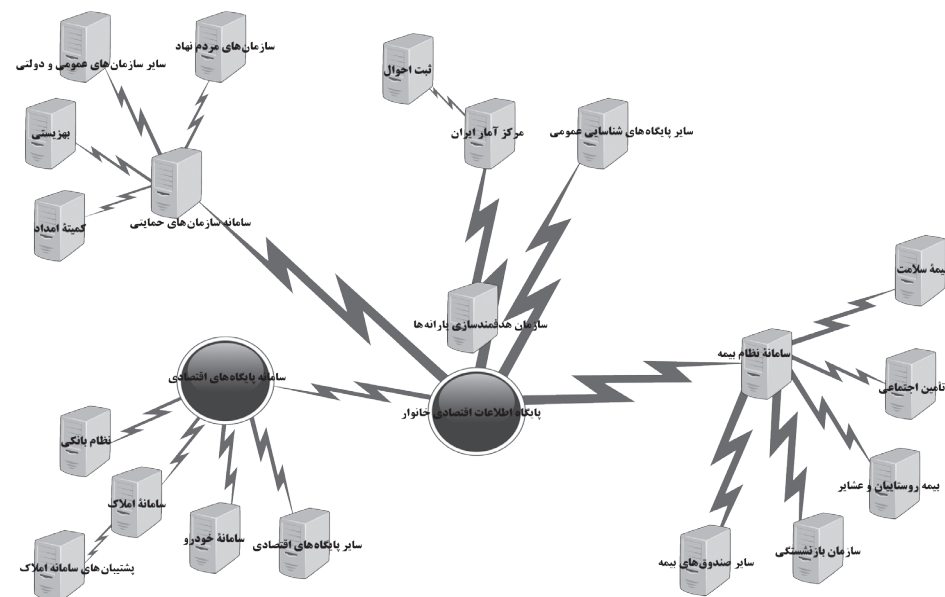 سازمان‌های مردم نهاد
سایر سازمان‌های عمومی و دولتی
ثبت احوال
بهزیستی
مرکز آمار ایران
سایر پایگاه‌های شناسایی عمومی
کمیتهٔ امداد
سامانه سازمان‌های حمایتی
بیمهٔ سلامت
سازمان هدفمندسازی یارانه‌ها
سامانهٔ نظام بیمه
سامانه پایگاه‌های اقتصادی
تأمین اجتماعی
پایگاه اطلاعات اقتصادی خانوار
نظام بانکی
بیمه روستاییان و عشایر
سامانهٔ املاک
سامانهٔ خودرو
سایر پایگاه‌های اقتصادی
سازمان بازنشستگی
سایر صندوق‌های بیمه
پشتیبان‌های سامانه املاک